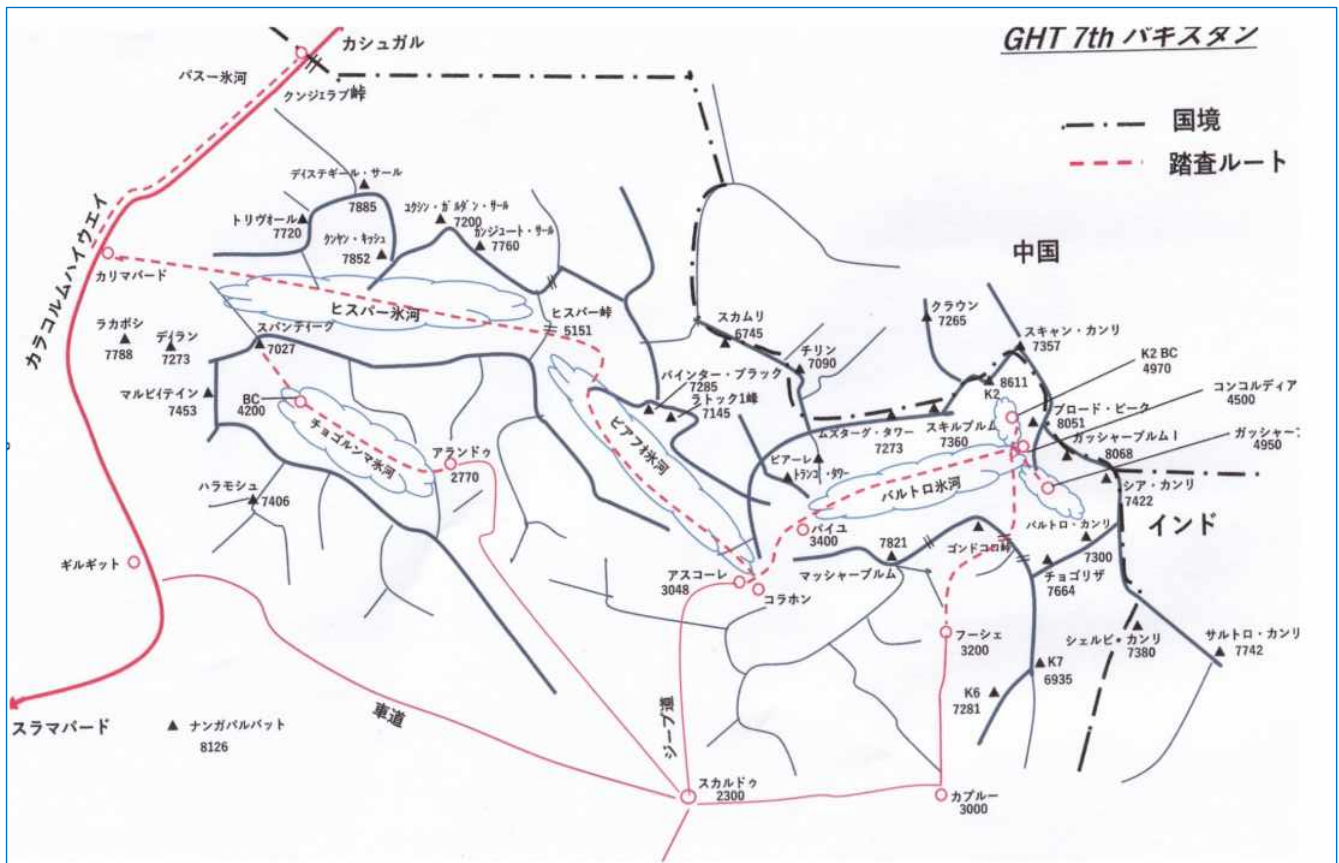 GHT 7th パキスタン
カシュガル
パスー氷河
クンジェラブ峠
国境
踏査ルート
カラコルムハイウエイ
デイステギール・サール
7885
トリヴォール
7720
ユクシン・ガルダン・サール
7200
クンヤン・キッシュ
7852
カンジュート・サール
7760
中国
カリマバード
ヒスパー氷河
ヒスパー峠
5151
クラウン
7265
スカムリ
6745
スキャン・カンリ
7357
ラカポシ
7788
デイラン
7273
スパンティーク
7027
チリン
7090
K2 BC
4970
バインター・ブラック
7285
8611
K2
コンコルディア
4500
マルビイテイン
7453
BC
4200
ラトック1峰
7145
ブロード・ピーク
8051
ムスターグ・タワー
7273
スキルブルム
7360
ガッシャーブルムⅠ
8068
4950
チョゴルンマ氷河
アランドゥ
2770
ビアフォ氷河
ビアーレ
トランゴ・タワー
バルトロ氷河
シア・カンリ
7422
ハラモシュ
7406
パイユ
3400
バルトロ・カンリ
7300
インド
ギルギット
7821
マッシャーブルム
ゴンドコロ峠
チョゴリザ
7664
アスコーレ
3048
コラホン
フーシェ
3200
シェルピ・カンリ
7380
サルトロ・カンリ
7742
K7
6935
K6
7281
スラマバード
ナンガパルバット
8126
車道
ジープ道
スカルドゥ
2300
カプルー
3000